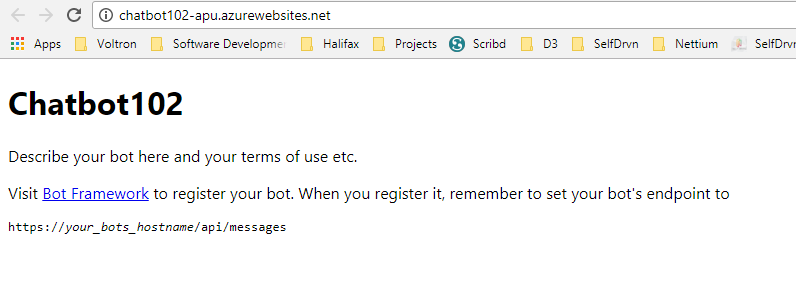 chatbot102-apu.azurewebsites.net
Apps Voltron Software Developme Halifax Projects Scribd D3 SelfDrvn Nettium SelfDrvn
Chatbot102
Describe your bot here and your terms of use etc.
Visit Bot Framework to register your bot. When you register it, remember to set your bot's endpoint to
https://your_bots_hostname/api/messages